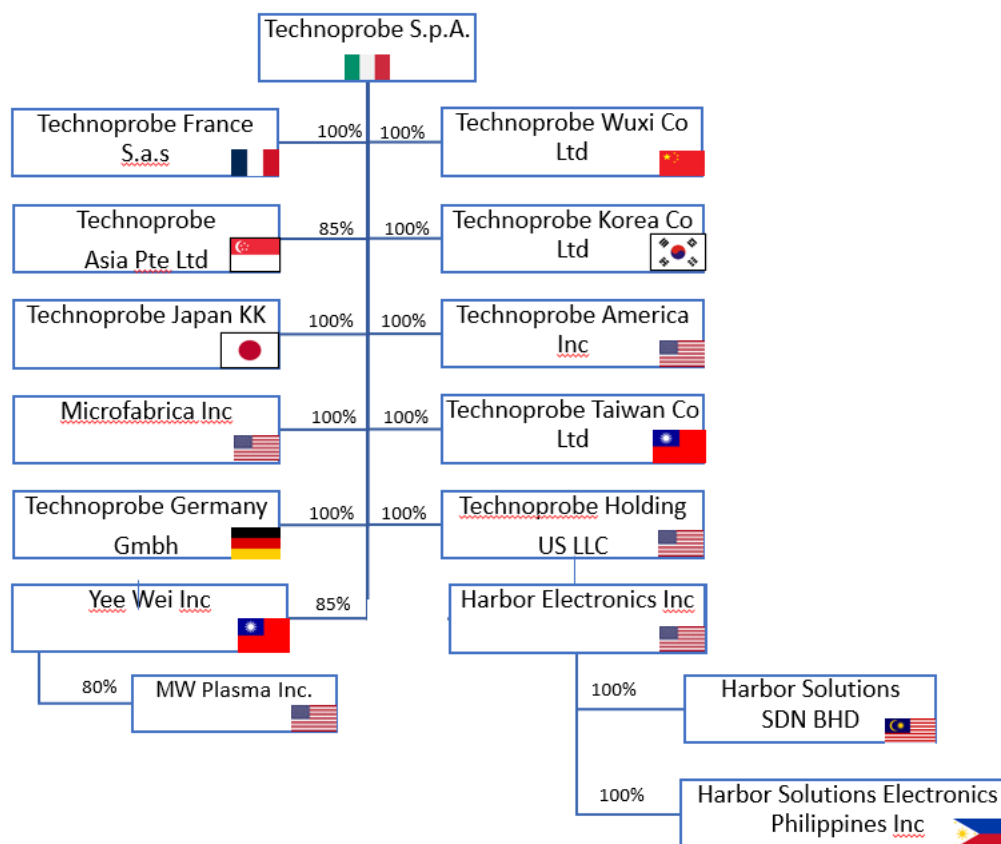 Technoprobe S.p.A.
Technoprobe France
S.a.s
100%
100%
Technoprobe Wuxi Co
Ltd
Technoprobe
Asia Pte Ltd
85%
100%
Technoprobe Korea Co
Ltd
Technoprobe Japan KK
100%
100%
Technoprobe America
Inc
Microfabrica Inc
100%
100%
Technoprobe Taiwan Co
Ltd
Technoprobe Germany
Gmbh
100%
100%
Technoprobe Holding
US LLC
Yee Wei Inc
85%
Harbor Electronics Inc
80%
MW Plasma Inc.
100%
Harbor Solutions
SDN BHD
100%
Harbor Solutions Electronics
Philippines Inc